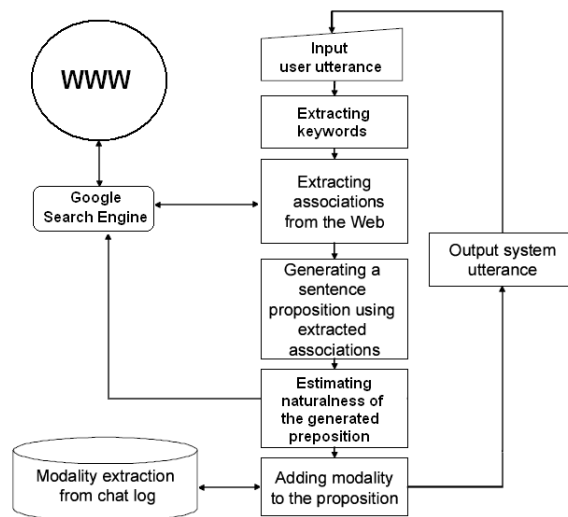 WWW
Google
Search Engine
Input
user utterance
Extracting
keywords
Extracting
associations
from the Web
Generating a
sentence
proposition using
extracted
associations
Estimating
naturalness of
the generated
preposition
Modality extraction
from chat log
Adding modality
to the proposition
Output system
utterance